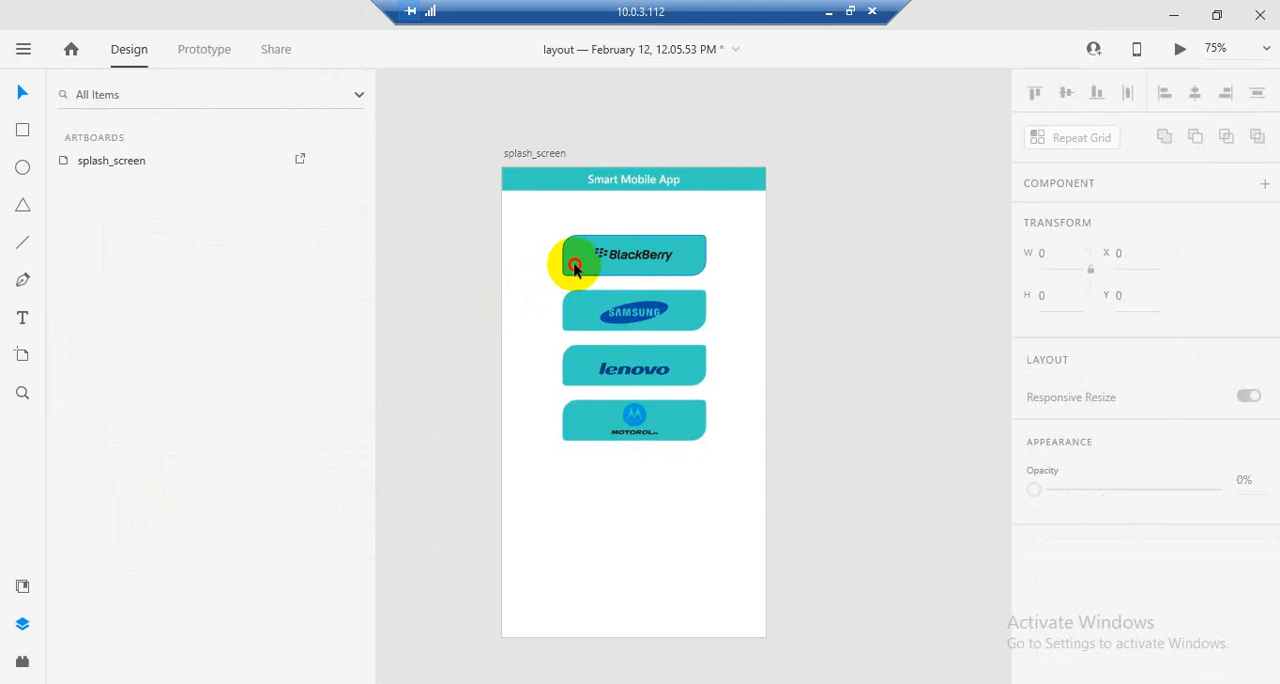 10.0.3.112
Design
Prototype
Share
layout — February 12, 12.05.53 PM *
75%
All Items
ARTBOARDS
splash_screen
splash_screen
Smart Mobile App
BlackBerry
SAMSUNG
lenovo
Repeat Grid
COMPONENT
TRANSFORM
W 0
X 0
H 0
Y 0
LAYOUT
Responsive Resize
APPEARANCE
Opacity
0%
Activate Windows
Go to Settings to activate Windows.